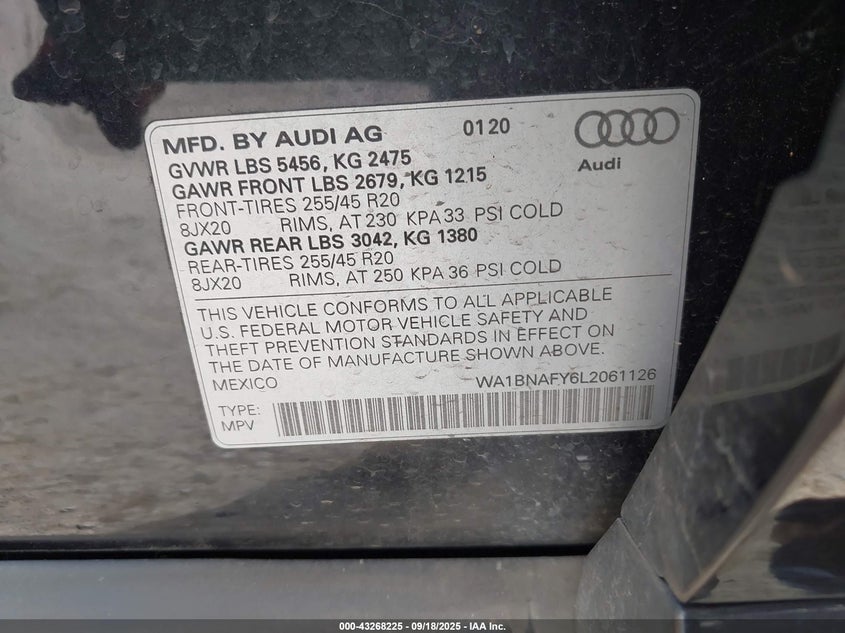 MFD. BY AUDI AG 0120
Audi
GVWR LBS 5456, KG 2475
GAWR FRONT LBS 2679, KG 1215
FRONT-TIRES 255/45 R20
8JX20 RIMS, AT 230 KPA 33 PSI COLD
GAWR REAR LBS 3042, KG 1380
REAR-TIRES 255/45 R20
8JX20 RIMS, AT 250 KPA 36 PSI COLD
THIS VEHICLE CONFORMS TO ALL APPLICABLE
U.S. FEDERAL MOTOR VEHICLE SAFETY AND
THEFT PREVENTION STANDARDS IN EFFECT ON
THE DATE OF MANUFACTURE SHOWN ABOVE.
MEXICO WA1BNAFY6L2061126
TYPE:
MPV
000-43268225 - 09/18/2025 - IAA Inc.